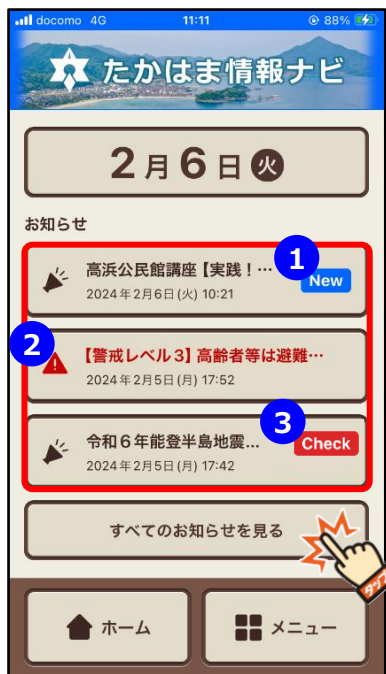 docomo 4G 11:11 88%
たかはま情報ナビ
2月6日火
お知らせ
1
高浜公民館講座【実践！…
New
2024年2月6日(火) 10:21
2
【警戒レベル3】高齢者等は避難…
2024年2月5日(月) 17:52
3
令和６年能登半島地震...
Check
2024年2月5日(月) 17:42
すべてのお知らせを見る
タップ
ホーム
メニュー